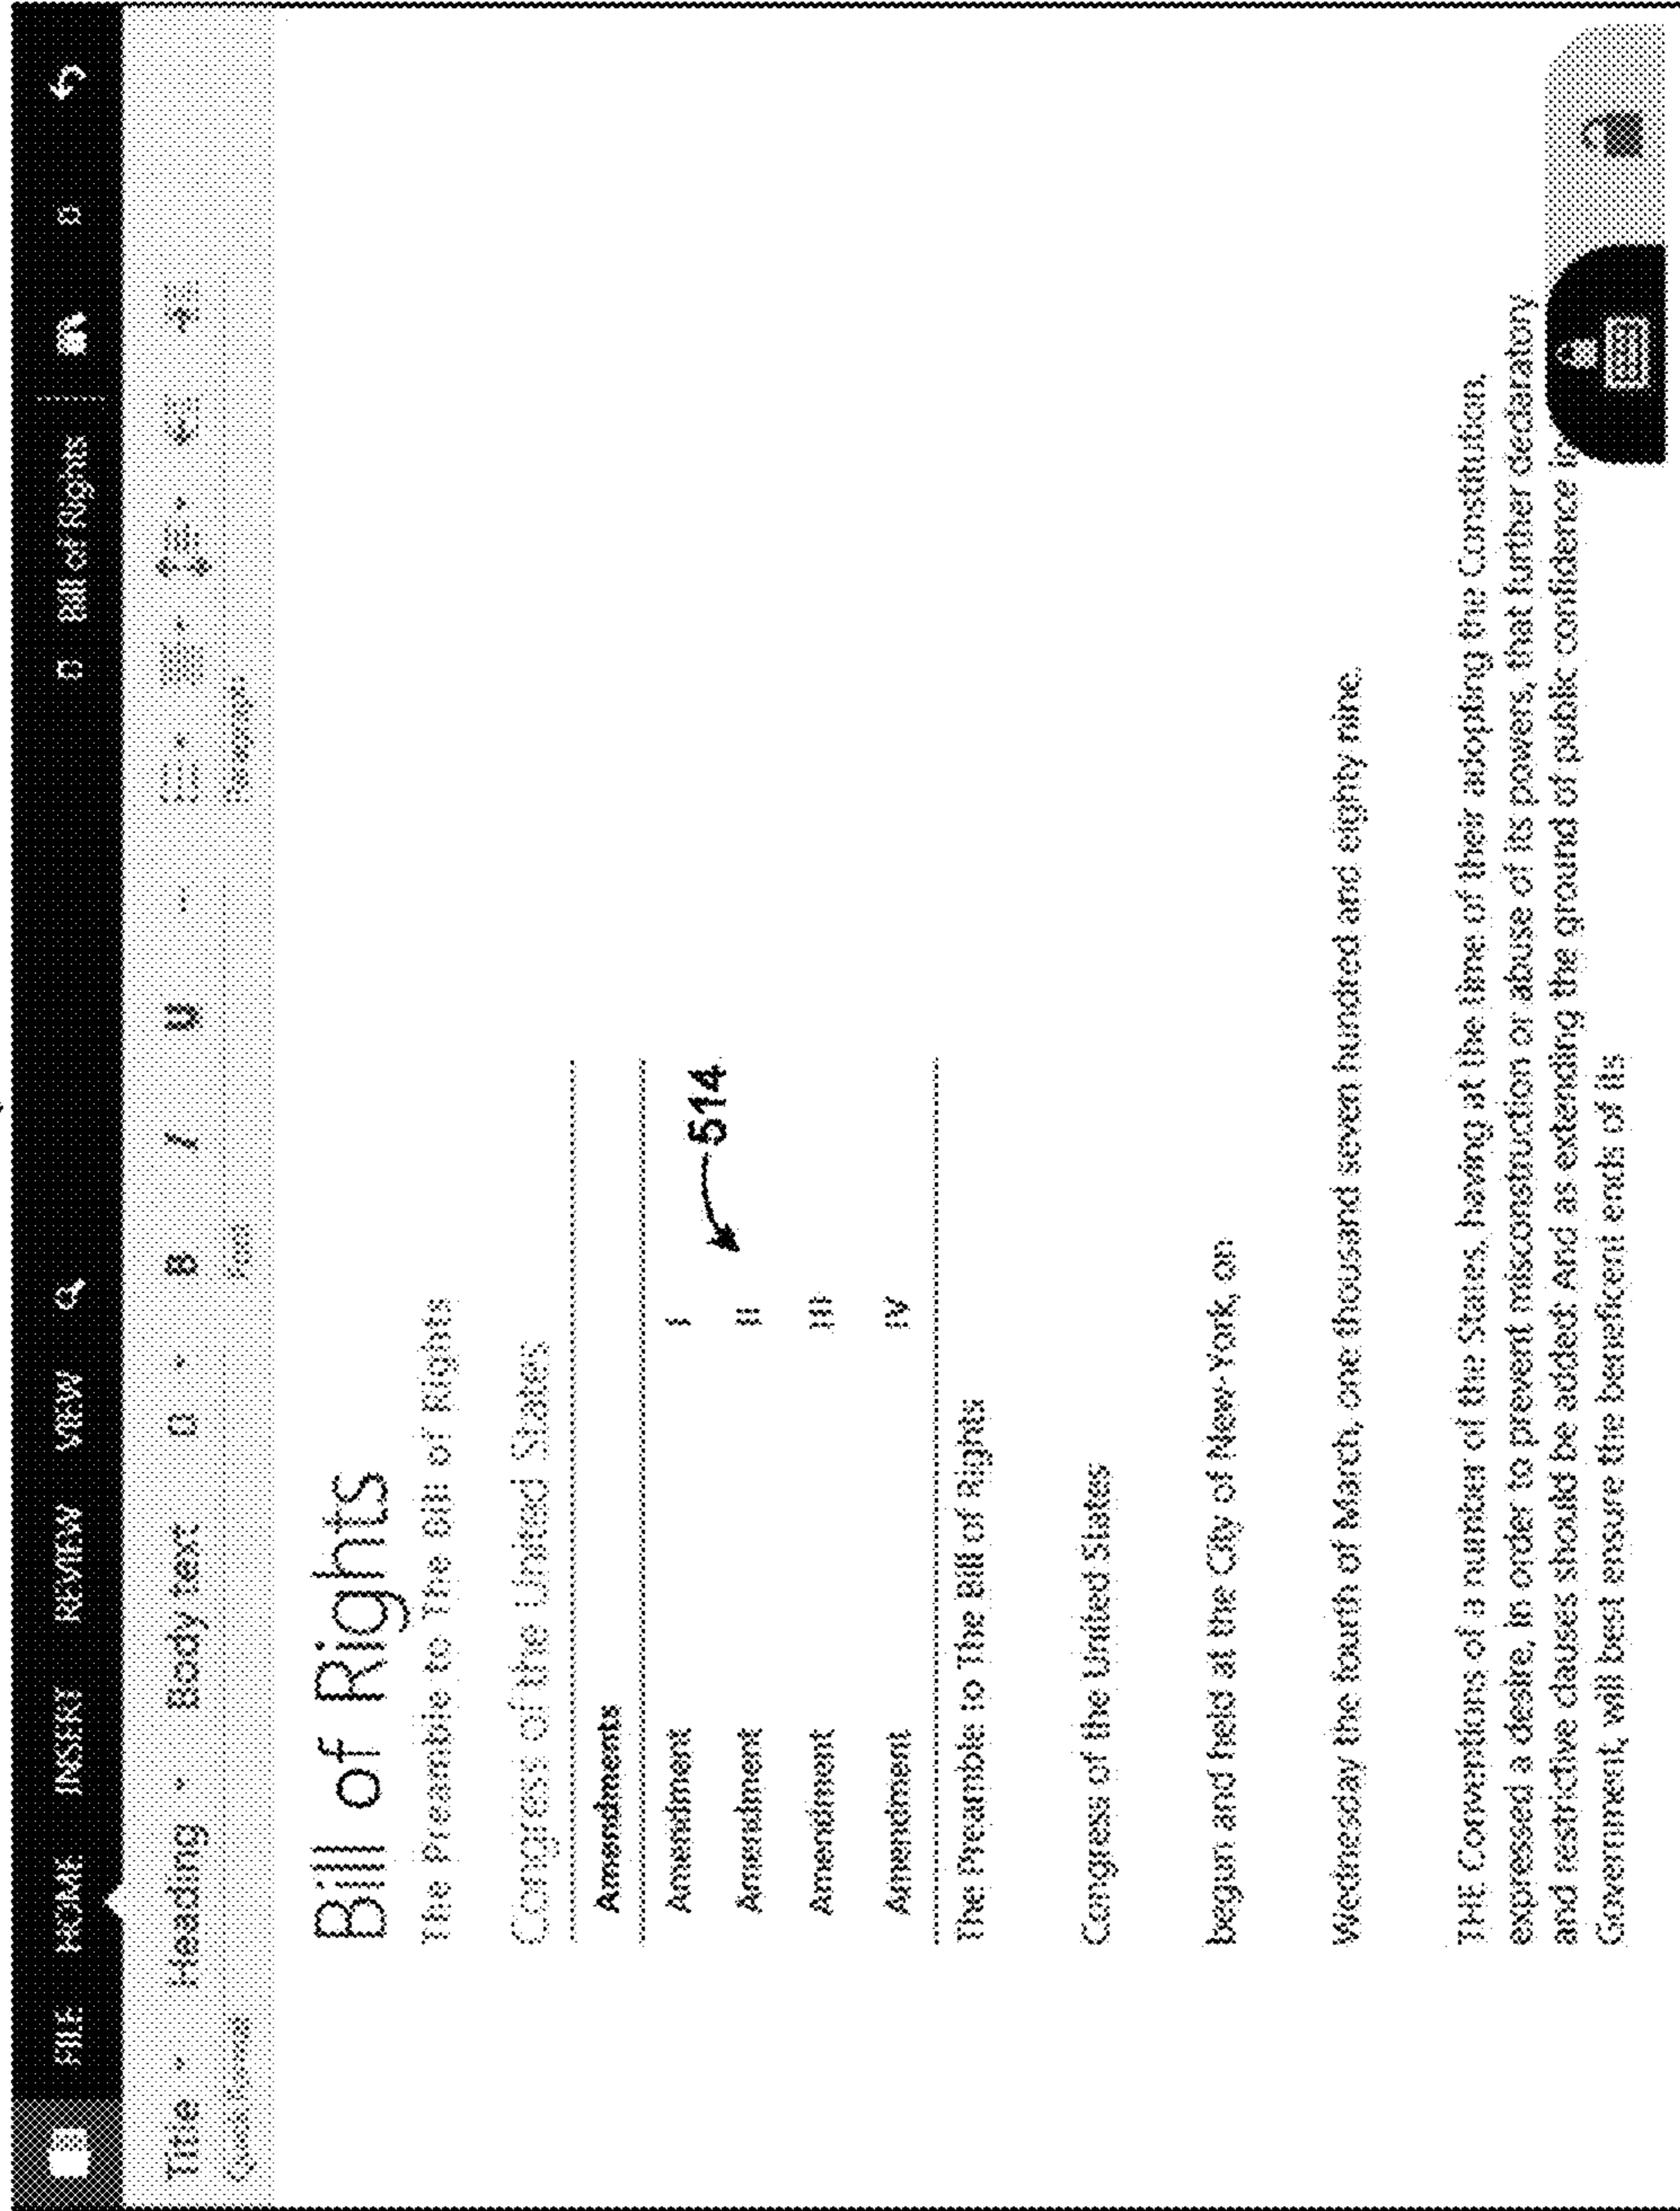 FILE HOME INSERT REVIEW VIEW Bill of Rights
Title Heading Body text B I U
Quick Format Font Paragraph
Bill of Rights
The Preamble to The Bill of Rights
Congress of the United States
Amendments
Amendment I
514
Amendment II
Amendment III
Amendment IV
The Preamble to The Bill of Rights
Congress of the United States
begun and held at the City of New-York, on
Wednesday the fourth of March, one thousand seven hundred and eighty nine.
THE Conventions of a number of the States, having at the time of their adopting the Constitution,
expressed a desire, in order to prevent misconstruction or abuse of its powers, that further declaratory
and restrictive clauses should be added: And as extending the ground of public confidence in
Government, will best ensure the beneficent ends of its